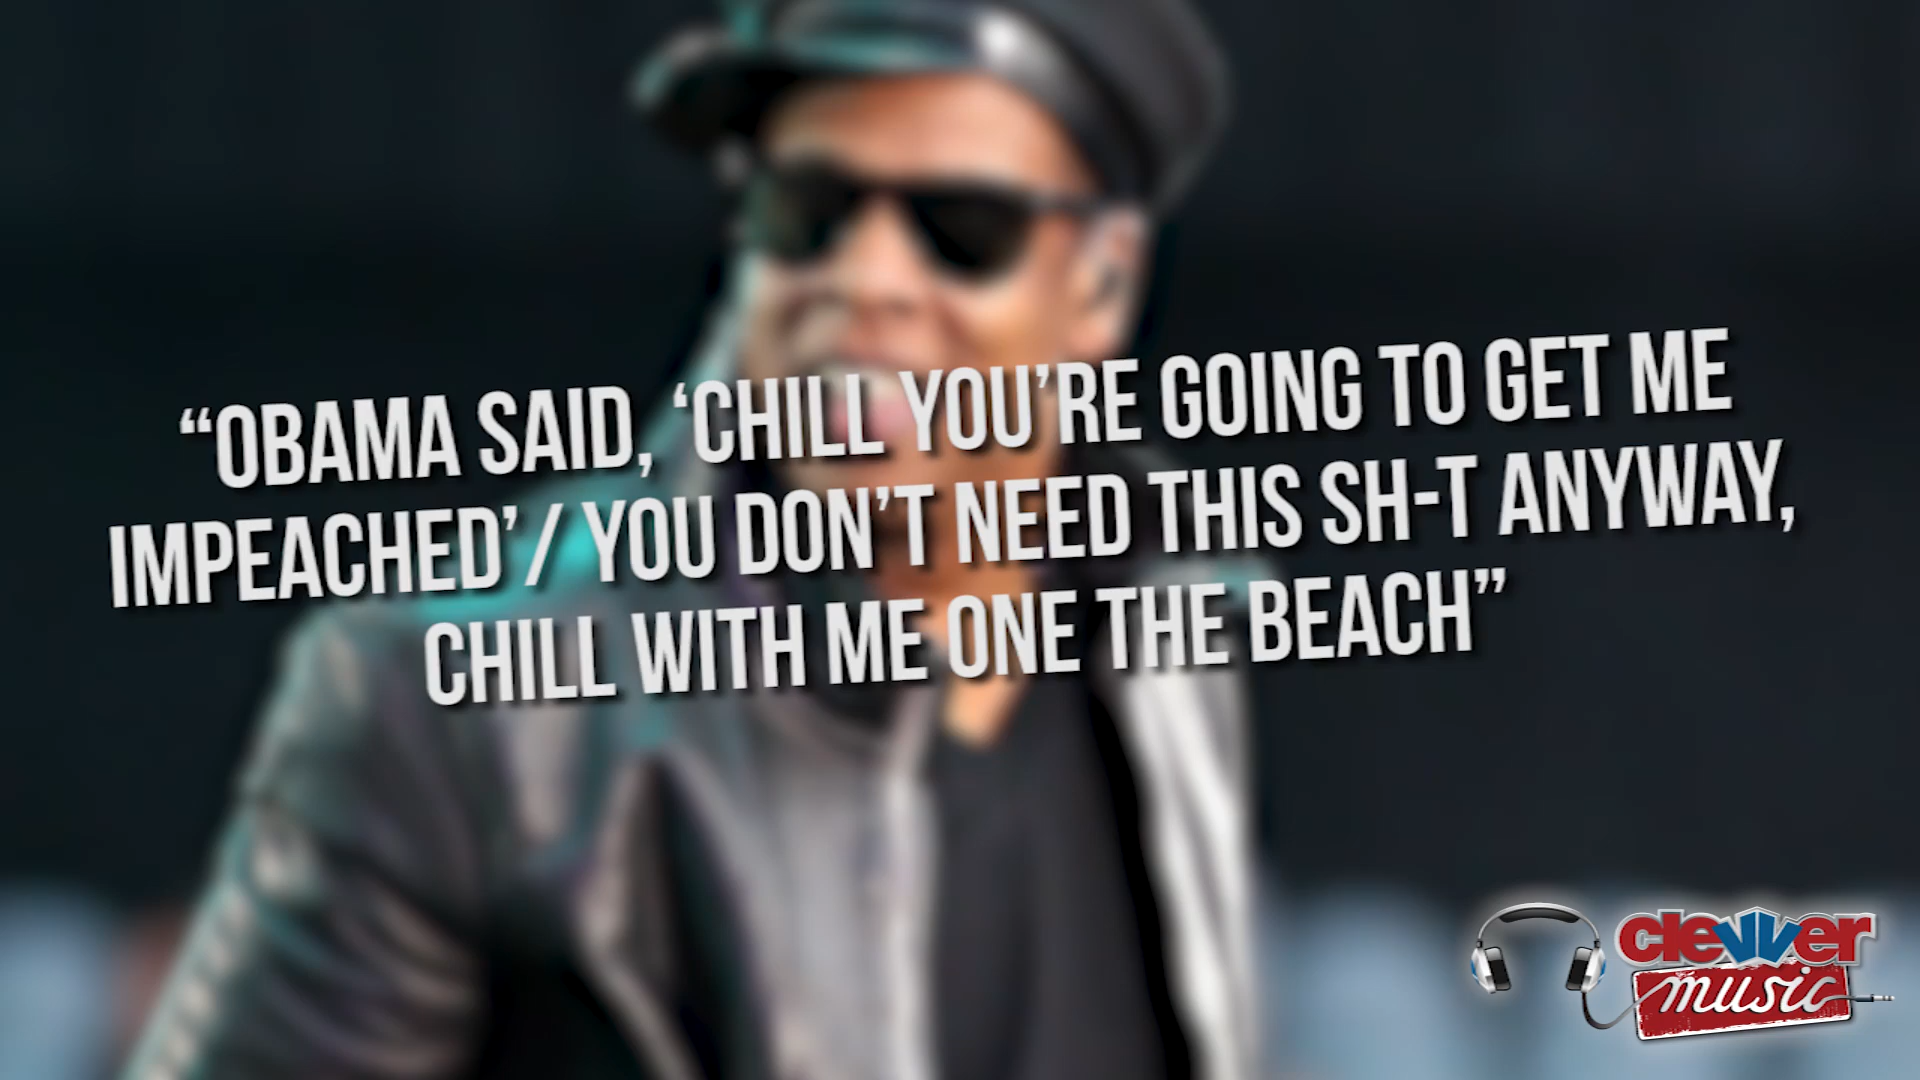 “OBAMA SAID, ‘CHILL YOU’RE GOING TO GET ME
IMPEACHED’/ YOU DON’T NEED THIS SH-T ANYWAY,
CHILL WITH ME ONE THE BEACH”
clevver
music